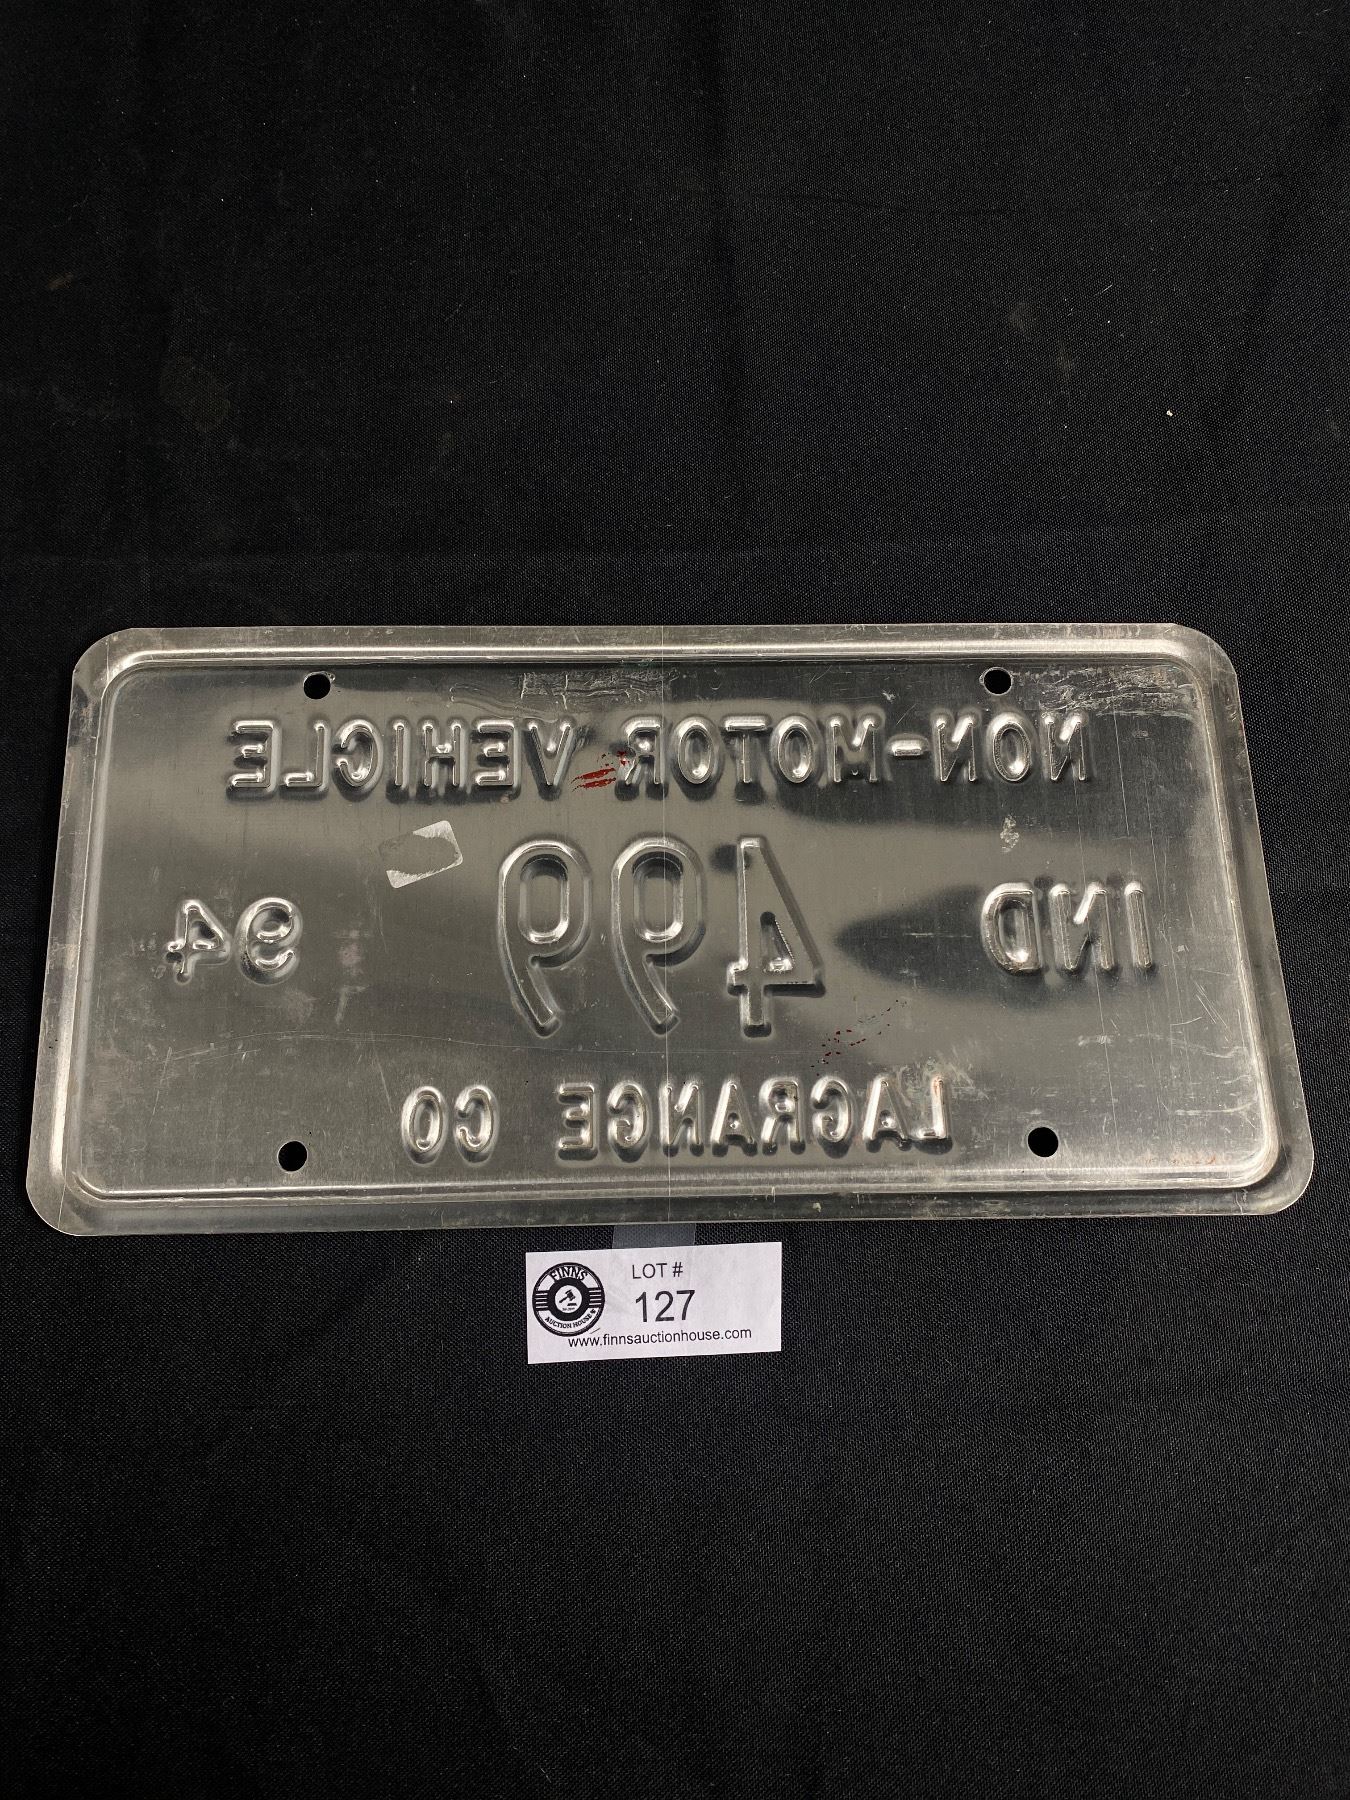 NON-MOTOR VEHICLE
IND 499 94
LAGRANGE CO
FINNS
AUCTION HOUSE
LOT #
127
www.finnsauctionhouse.com